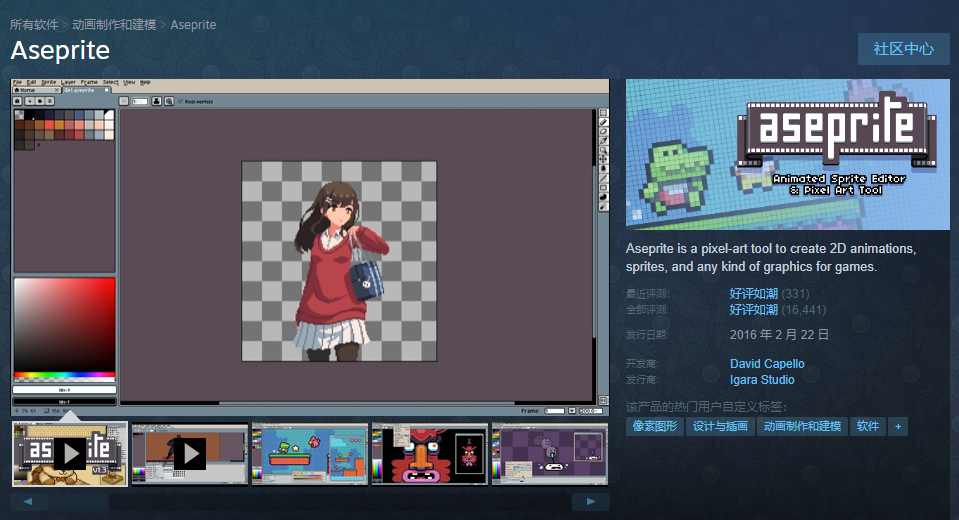 所有软件 > 动画制作和建模 > Aseprite
Aseprite
社区中心
File Edit Sprite Layer Frame Select View Help
Home
Girl.aseprite
Pixel-perfect
Idx-0
Idx-1
Frame:
aseprite
v1.3
aseprite
Animated Sprite Editor
& Pixel Art Tool
Aseprite is a pixel-art tool to create 2D animations,
sprites, and any kind of graphics for games.
最近评测: 好评如潮 (331)
全部评测: 好评如潮 (16,441)
发行日期: 2016 年 2 月 22 日
开发商: David Capello
发行商: Igara Studio
该产品的热门用户自定义标签:
像素图形 设计与插画 动画制作和建模 软件 +